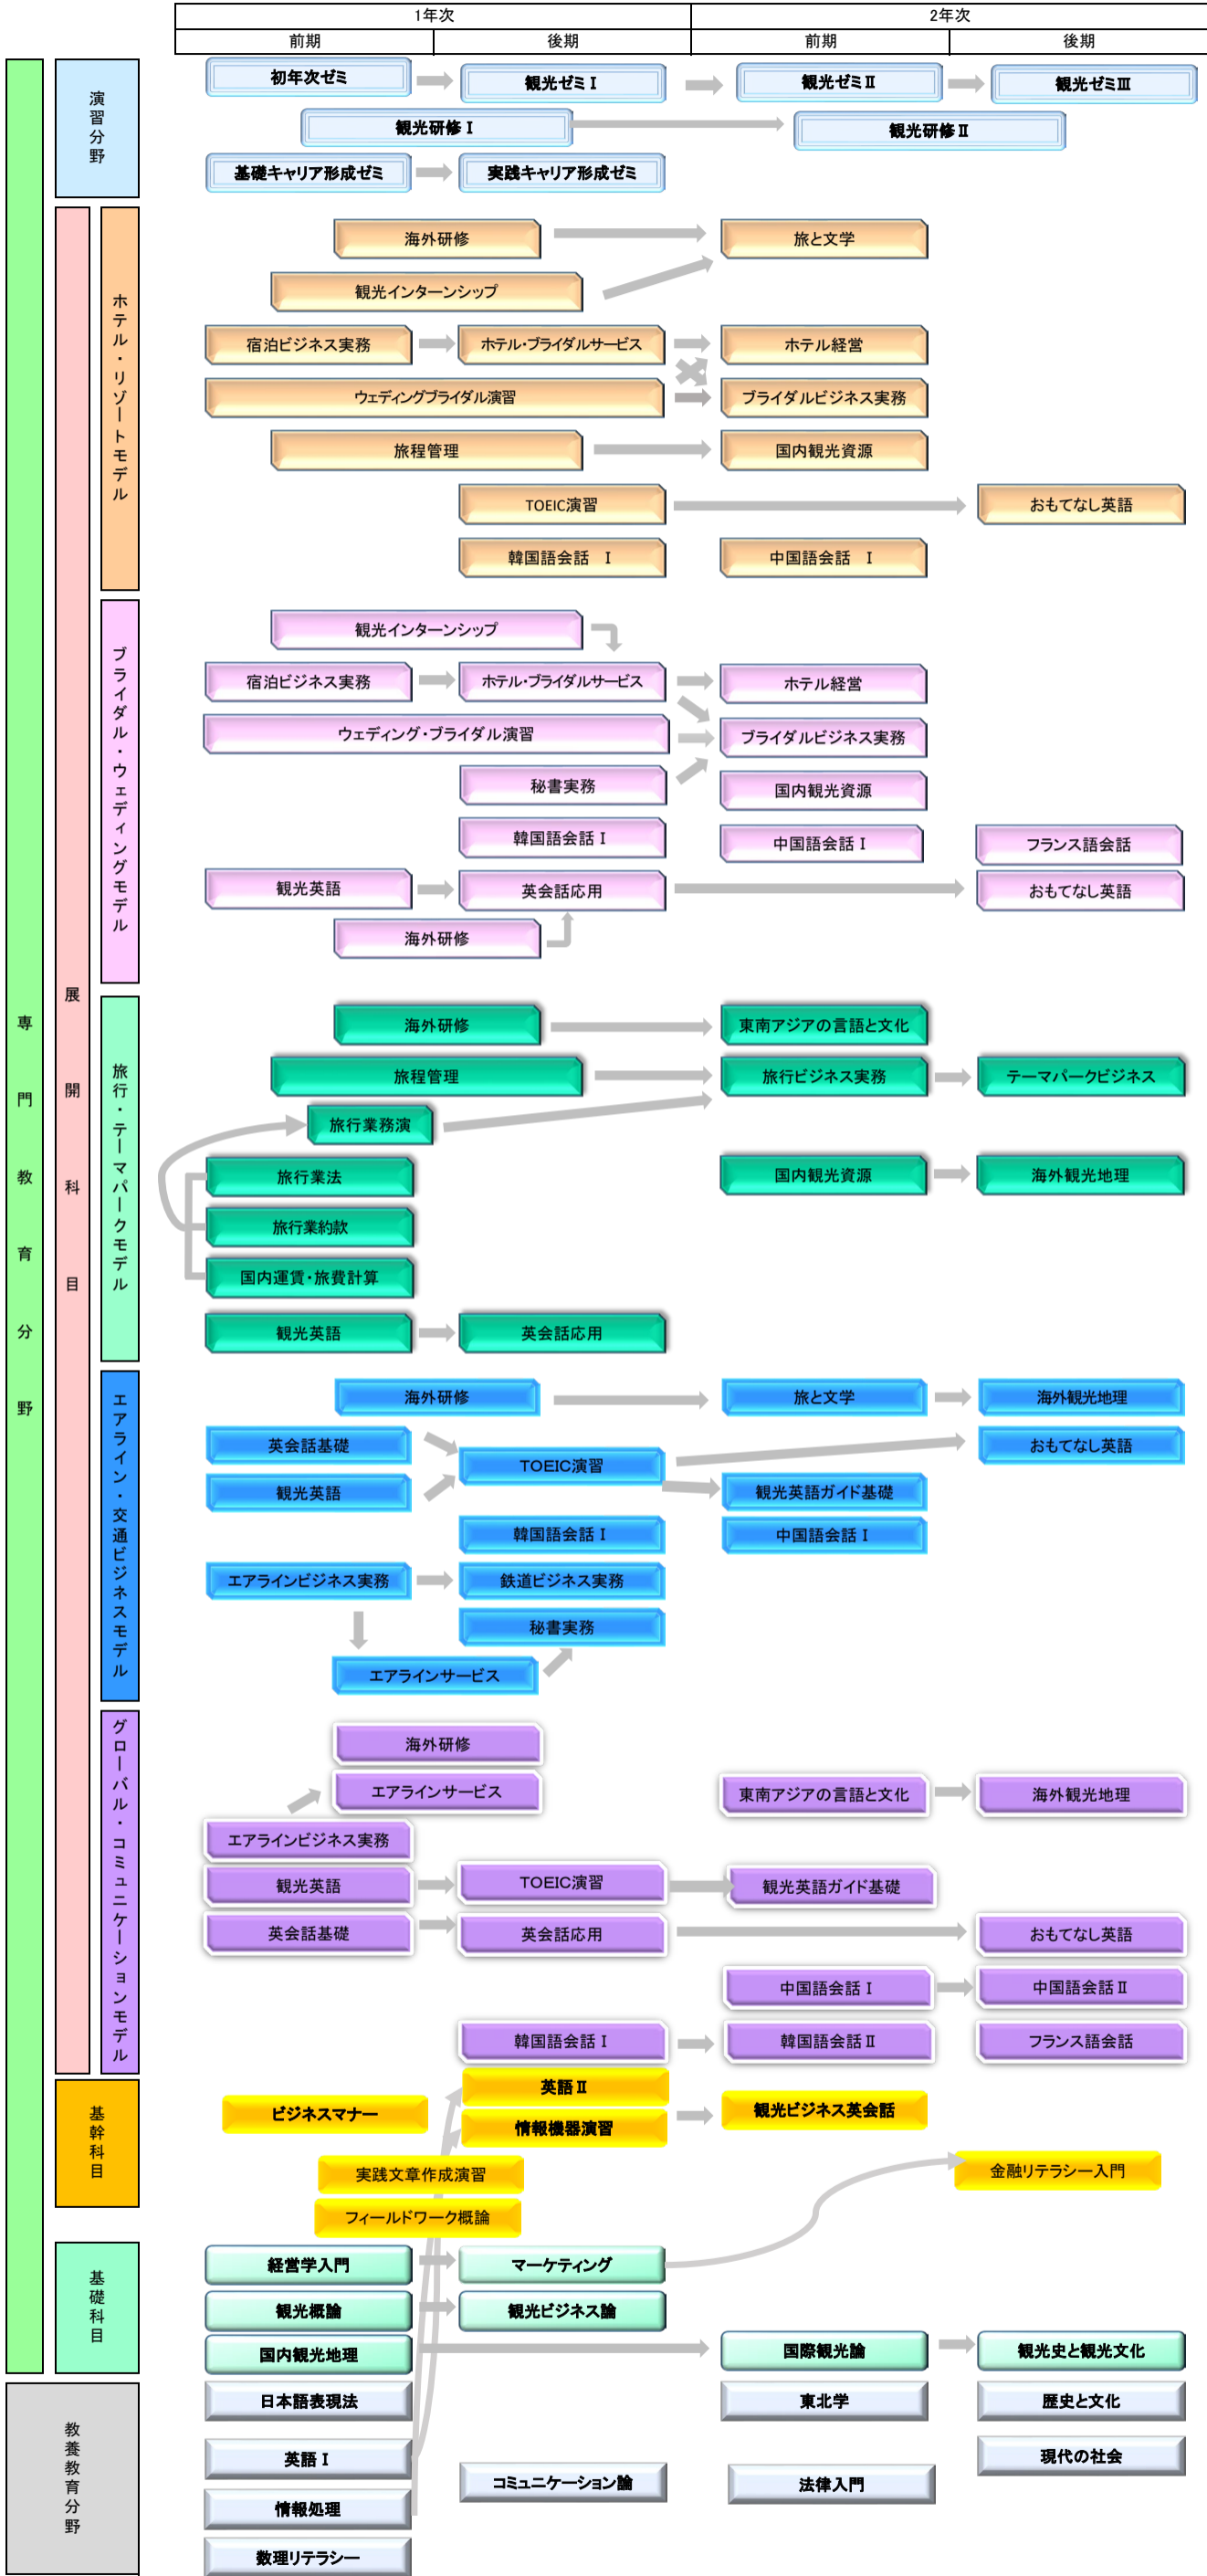 1年次 2年次
前期 後期 前期 後期
専門教育分野
演習分野
初年次ゼミ 観光ゼミⅠ 観光ゼミⅡ 観光ゼミⅢ
観光研修Ⅰ 観光研修Ⅱ
基礎キャリア形成ゼミ 実践キャリア形成ゼミ
展開科目
ホテル・リゾートモデル
海外研修 旅と文学
観光インターンシップ
宿泊ビジネス実務 ホテル・ブライダルサービス ホテル経営
ウェディングブライダル演習 ブライダルビジネス実務
旅程管理 国内観光資源
TOEIC演習 おもてなし英語
韓国語会話 Ⅰ 中国語会話 Ⅰ
ブライダル・ウェディングモデル
観光インターンシップ
宿泊ビジネス実務 ホテル・ブライダルサービス ホテル経営
ウェディング・ブライダル演習 ブライダルビジネス実務
秘書実務 国内観光資源
韓国語会話Ⅰ 中国語会話Ⅰ フランス語会話
観光英語 英会話応用 おもてなし英語
海外研修
旅行・テーマパークモデル
海外研修 東南アジアの言語と文化
旅程管理 旅行ビジネス実務 テーマパークビジネス
旅行業務演
旅行業法 国内観光資源 海外観光地理
旅行業約款
国内運賃・旅費計算
観光英語 英会話応用
エアライン・交通ビジネスモデル
海外研修 旅と文学 海外観光地理
英会話基礎 TOEIC演習 おもてなし英語
観光英語 観光英語ガイド基礎
韓国語会話Ⅰ 中国語会話Ⅰ
エアラインビジネス実務 鉄道ビジネス実務
秘書実務
エアラインサービス
グローバル・コミュニケーションモデル
海外研修
エアラインサービス 東南アジアの言語と文化 海外観光地理
エアラインビジネス実務
観光英語 TOEIC演習 観光英語ガイド基礎
英会話基礎 英会話応用 おもてなし英語
中国語会話Ⅰ 中国語会話Ⅱ
韓国語会話Ⅰ 韓国語会話Ⅱ フランス語会話
基幹科目
英語Ⅱ
ビジネスマナー 観光ビジネス英会話
情報機器演習
実践文章作成演習 金融リテラシー入門
フィールドワーク概論
基礎科目
経営学入門 マーケティング
観光概論 観光ビジネス論
国内観光地理 国際観光論 観光史と観光文化
教養教育分野
日本語表現法 東北学 歴史と文化
英語Ⅰ 現代の社会
コミュニケーション論 法律入門
情報処理
数理リテラシー